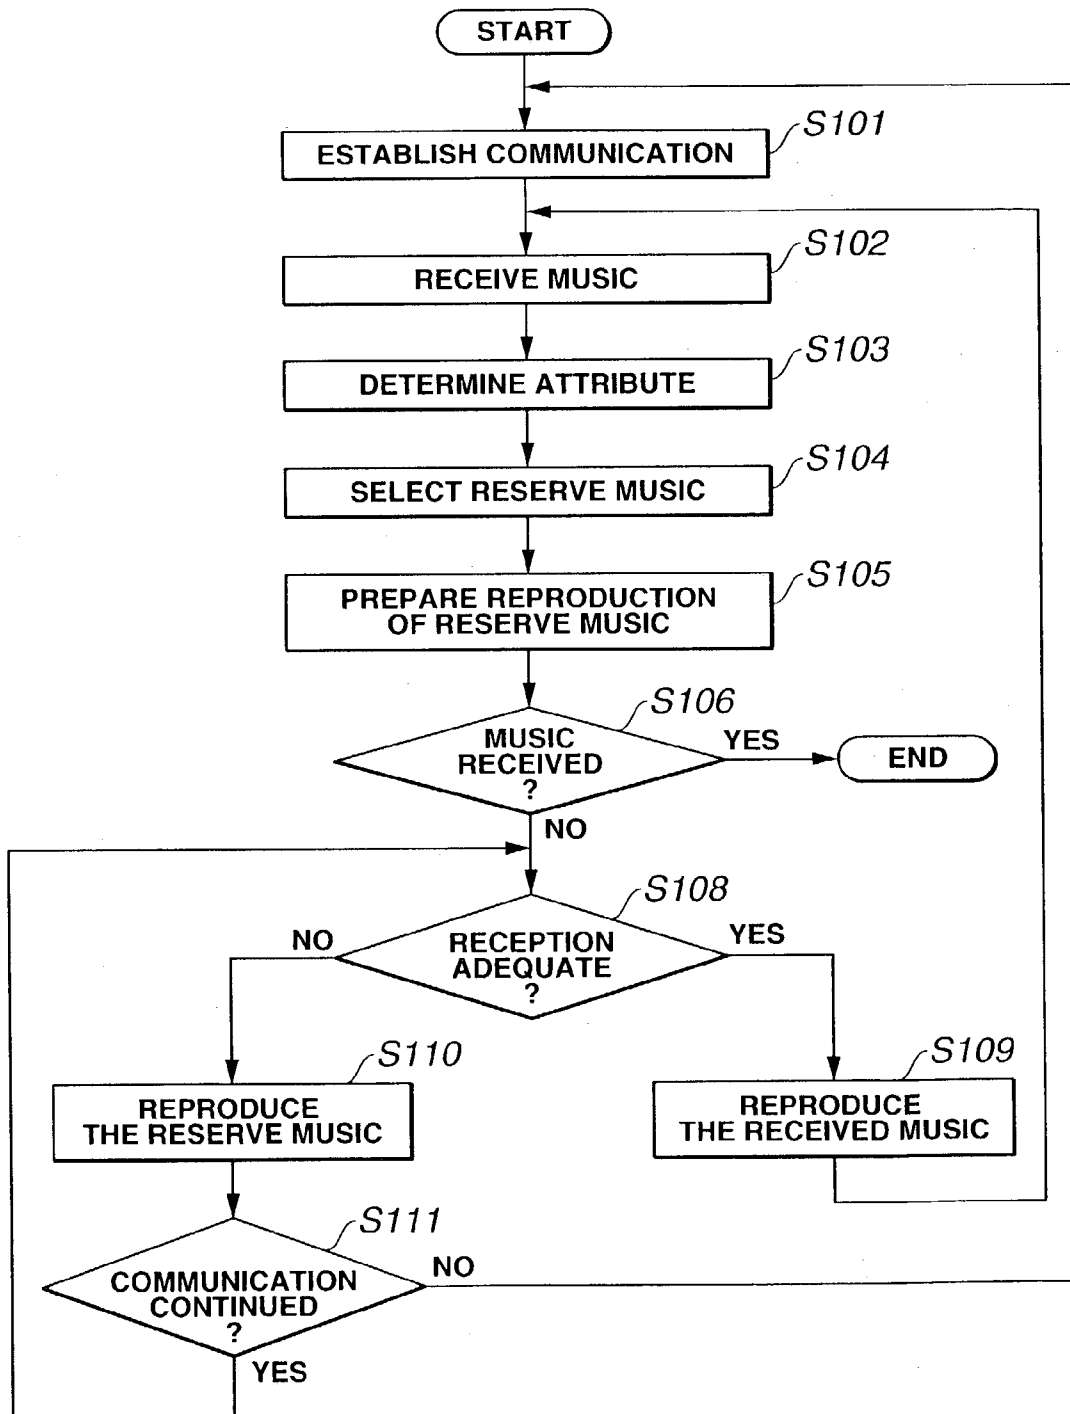 START
S101
ESTABLISH COMMUNICATION
S102
RECEIVE MUSIC
S103
DETERMINE ATTRIBUTE
S104
SELECT RESERVE MUSIC
S105
PREPARE REPRODUCTION
OF RESERVE MUSIC
S106
MUSIC
RECEIVED
?
YES
END
NO
S108
RECEPTION
ADEQUATE
?
NO
YES
S110
REPRODUCE
THE RESERVE MUSIC
S109
REPRODUCE
THE RECEIVED MUSIC
S111
COMMUNICATION
CONTINUED
?
NO
YES